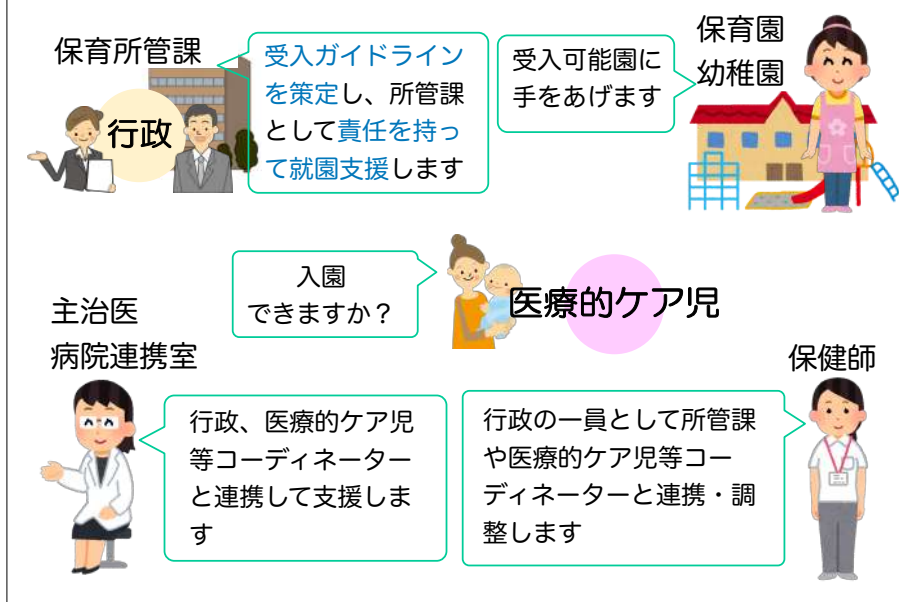 保育所管課
行政
受入ガイドライン
を策定し、所管課
として責任を持っ
て就園支援します
受入可能園に
手をあげます
保育園
幼稚園
入園
できますか？
医療的ケア児
主治医
病院連携室
行政、医療的ケア児
等コーディネーター
と連携して支援しま
す
行政の一員として所管課
や医療的ケア児等コー
ディネーターと連携・調
整します
保健師